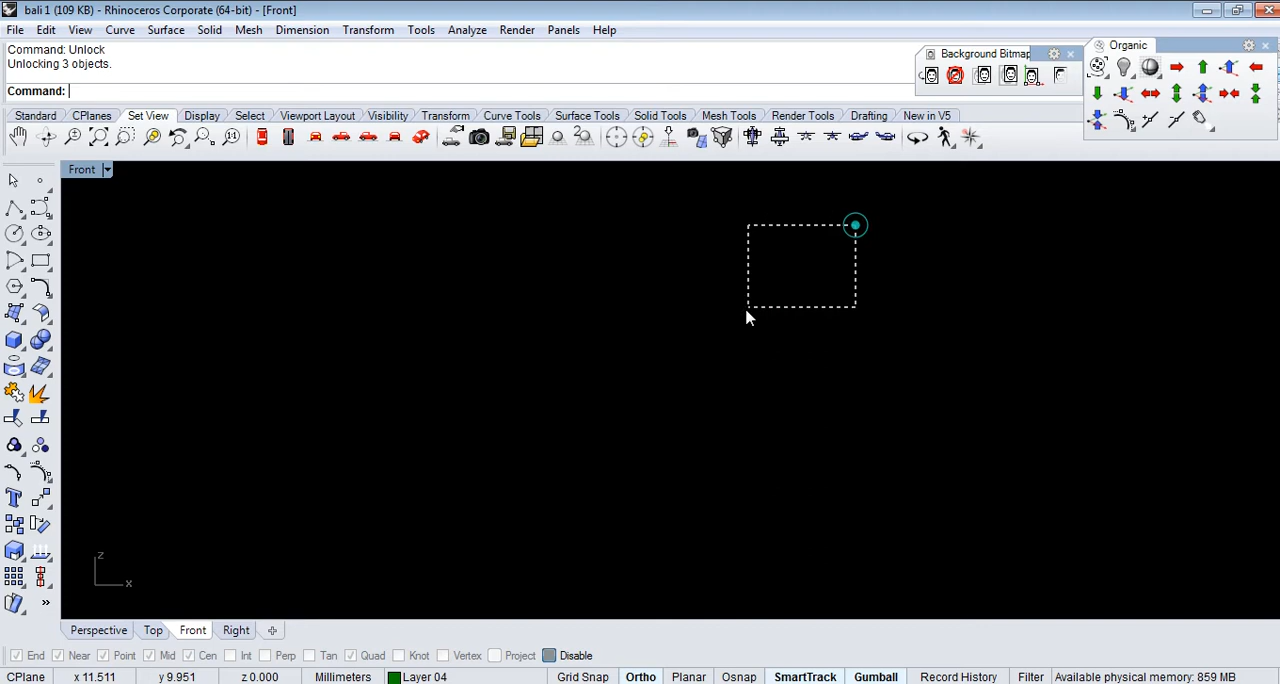 bali 1 (109 KB) - Rhinoceros Corporate (64-bit) - [Front]
File Edit View Curve Surface Solid Mesh Dimension Transform Tools Analyze Render Panels Help
Command: Unlock
Unlocking 3 objects.
Command:
Background Bitmap
Organic
Standard CPlanes Set View Display Select Viewport Layout Visibility Transform Curve Tools Surface Tools Solid Tools Mesh Tools Render Tools Drafting New in V5
Front
z
x
Perspective Top Front Right
End Near Point Mid Cen Int Perp Tan Quad Knot Vertex Project Disable
CPlane x 11.511 y 9.951 z 0.000 Millimeters Layer 04 Grid Snap Ortho Planar Osnap SmartTrack Gumball Record History Filter Available physical memory: 859 MB